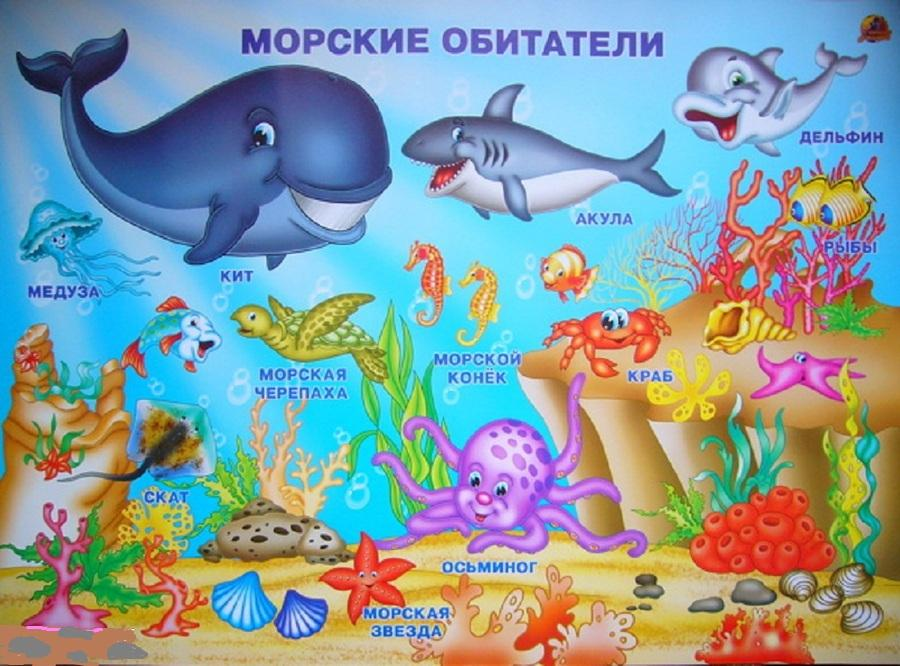 МОРСКИЕ ОБИТАТЕЛИ
ДЕЛЬФИН
АКУЛА
РЫБЫ
КИТ
МЕДУЗА
МОРСКАЯ
ЧЕРЕПАХА
МОРСКОЙ
КОНЁК
КРАБ
СКАТ
ОСЬМИНОГ
МОРСКАЯ
ЗВЕЗДА